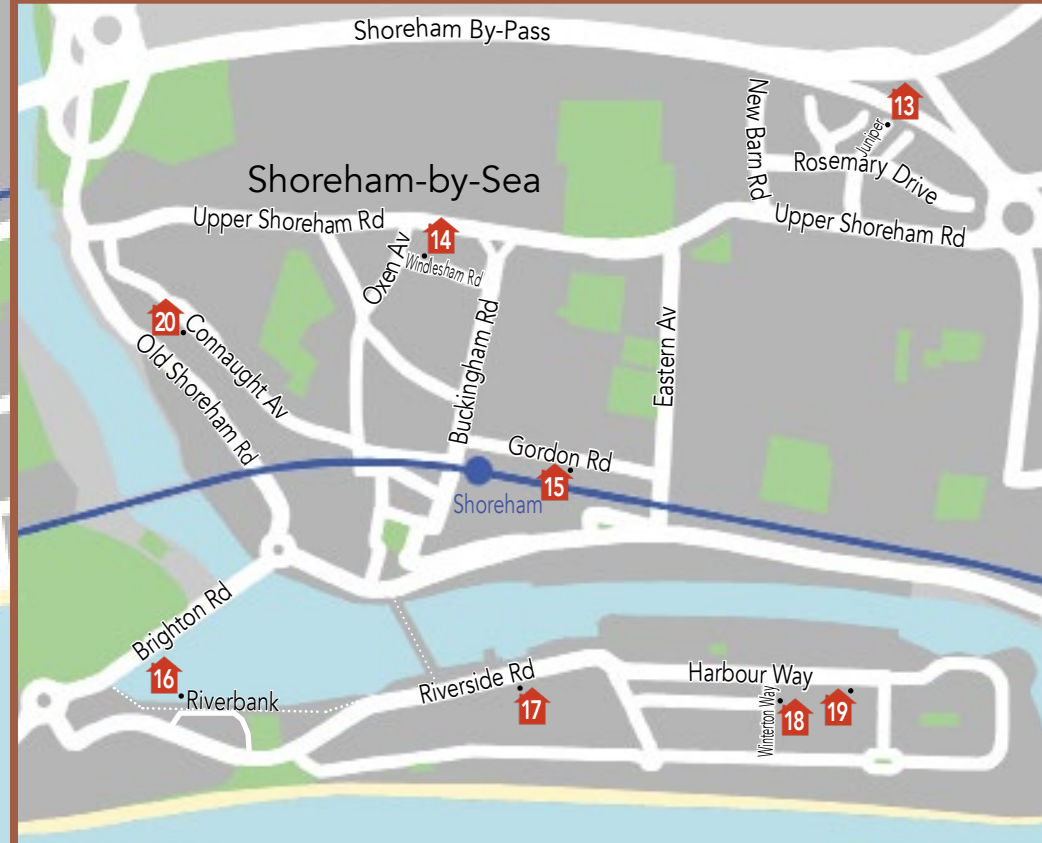 Shoreham By-Pass
13
New Barn Rd
Juniper
Rosemary Drive
Shoreham-by-Sea
Upper Shoreham Rd
14
Upper Shoreham Rd
Oxen Av
Windlesham Rd
20
Connaught Av
Old Shoreham Rd
Buckingham Rd
Eastern Av
Gordon Rd
15
Shoreham
Brighton Rd
16
Riverbank
Riverside Rd
17
Harbour Way
Winterton Way
18
19